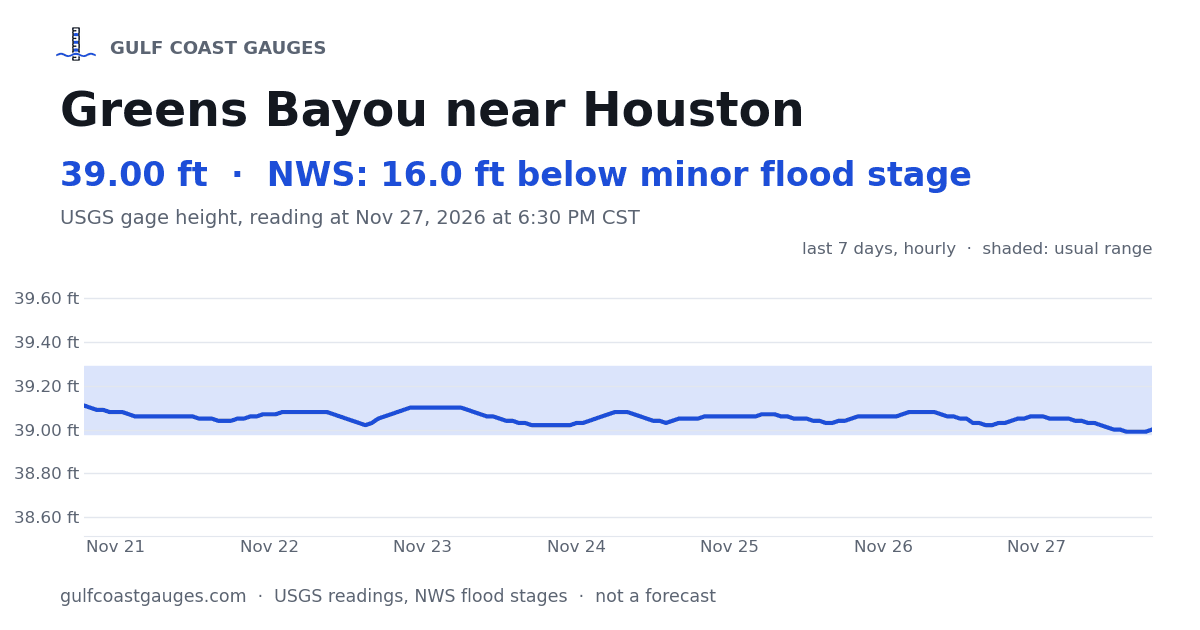 GULF COAST GAUGES
Greens Bayou near Houston
39.00 ft · NWS: 16.0 ft below minor flood stage
USGS gage height, reading at Nov 27, 2026 at 6:30 PM CST
last 7 days, hourly · shaded: usual range
39.60 ft
39.40 ft
39.20 ft
39.00 ft
38.80 ft
38.60 ft
Nov 21 Nov 22 Nov 23 Nov 24 Nov 25 Nov 26 Nov 27
gulfcoastgauges.com · USGS readings, NWS flood stages · not a forecast